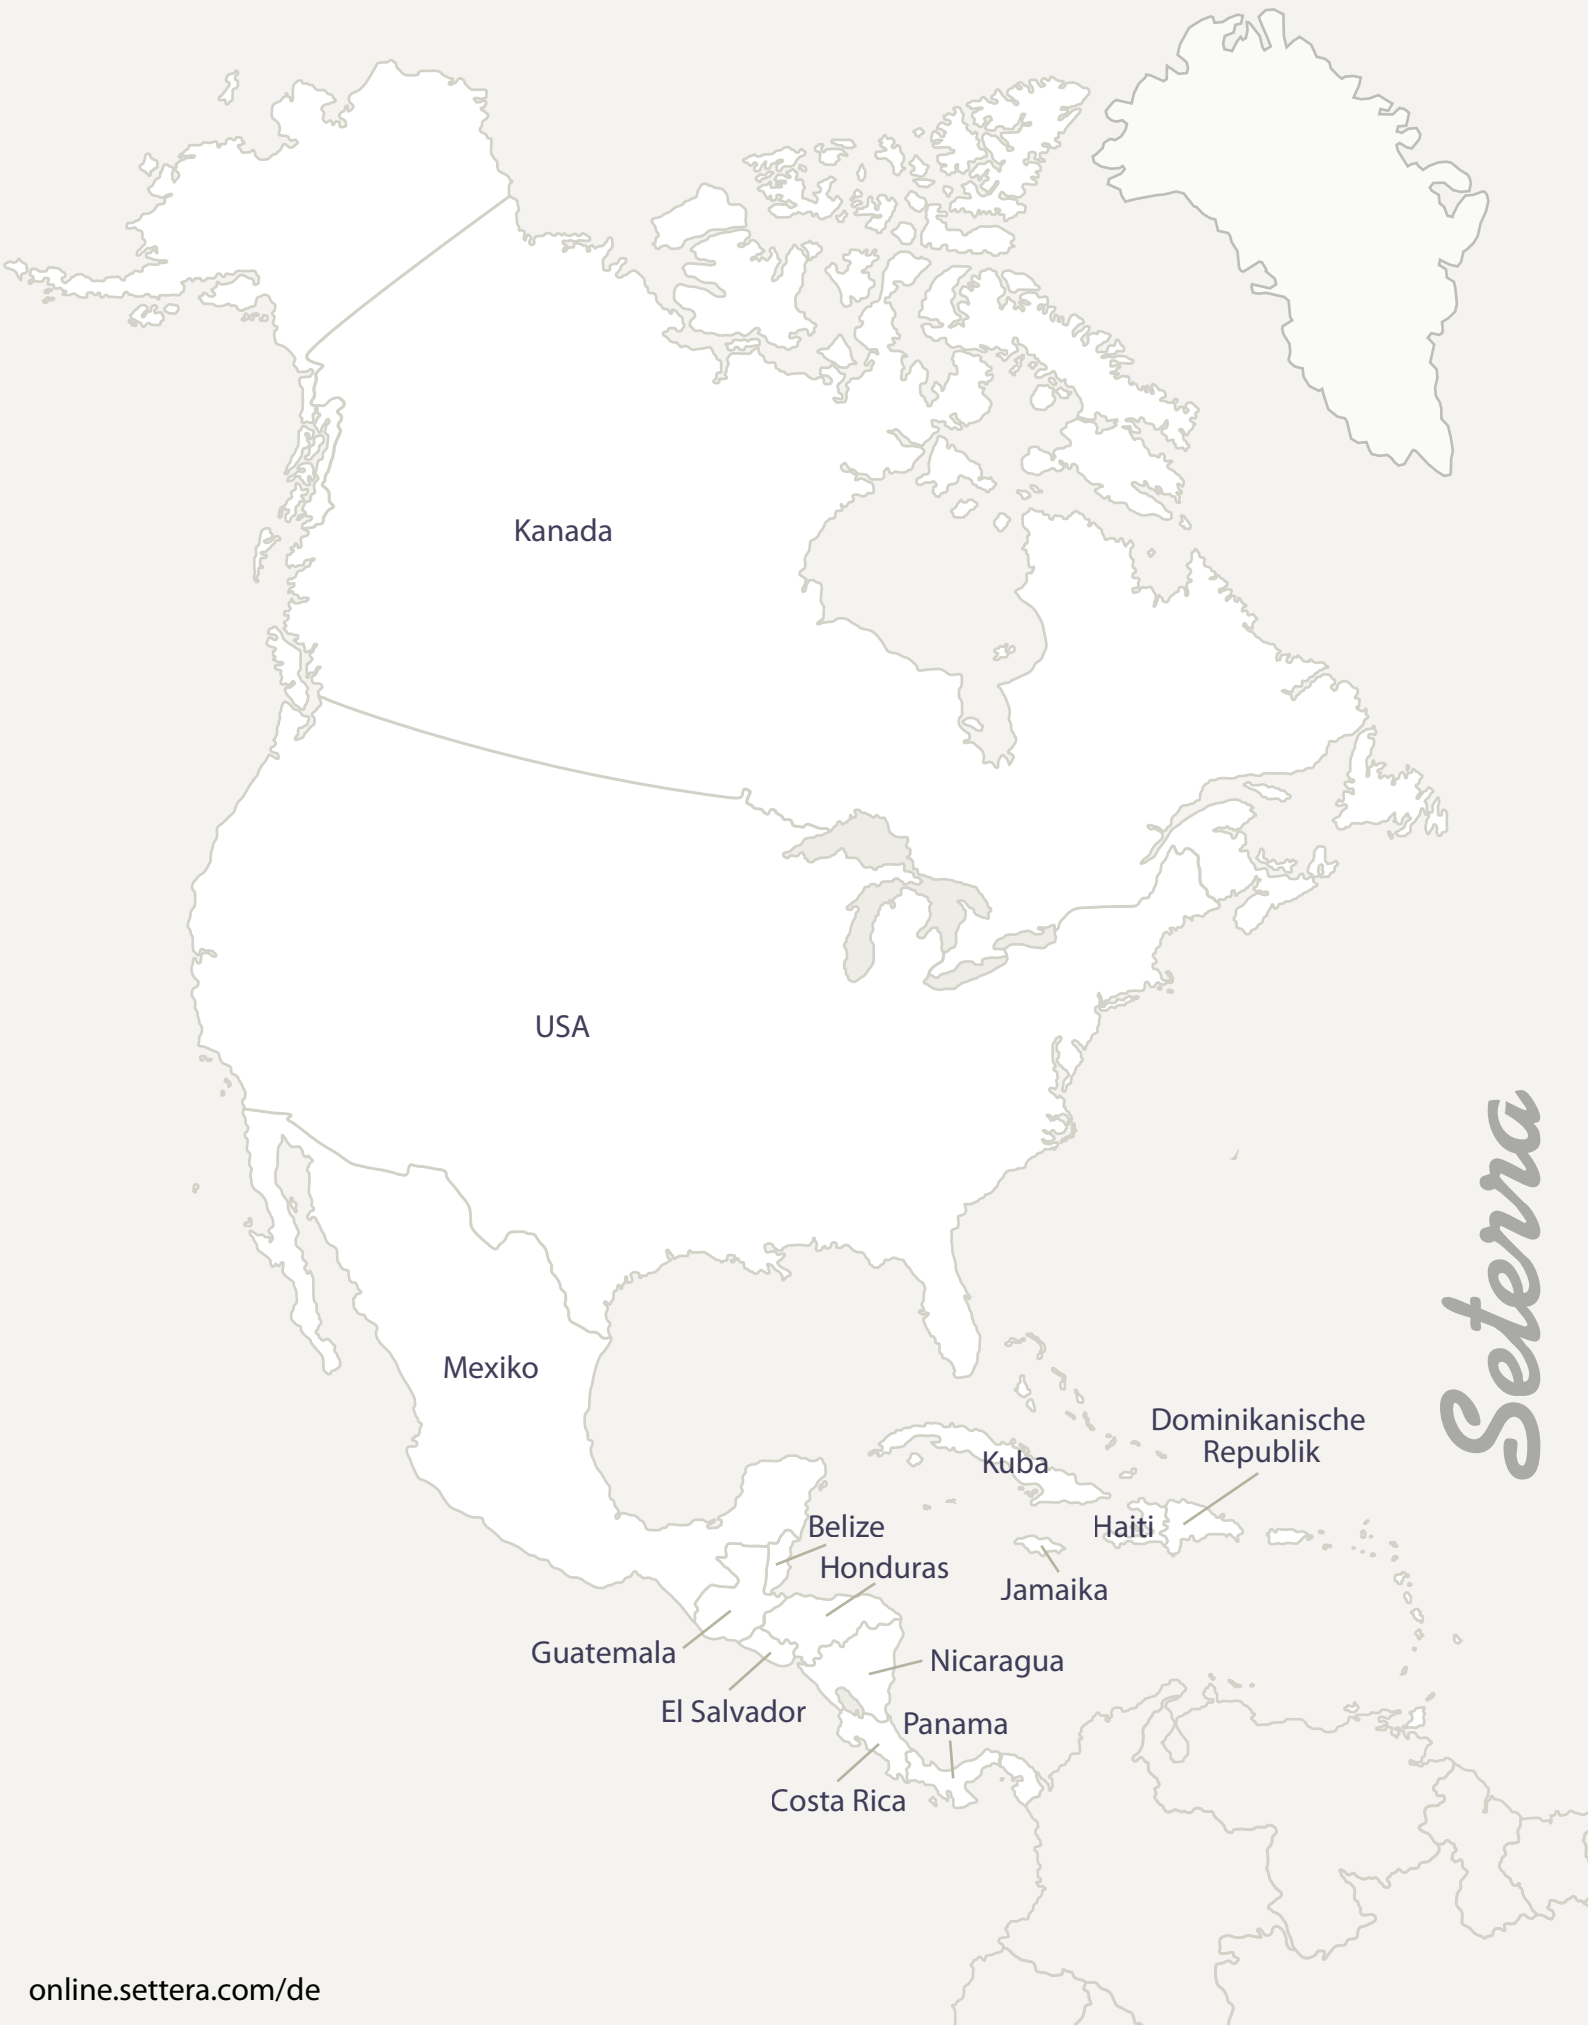 Kanada
USA
Setera
Mexiko
Dominikanische
Republik
Kuba
Belize
Haiti
Honduras
Jamaika
Guatemala
Nicaragua
El Salvador
Panama
Costa Rica
online.settera.com/de